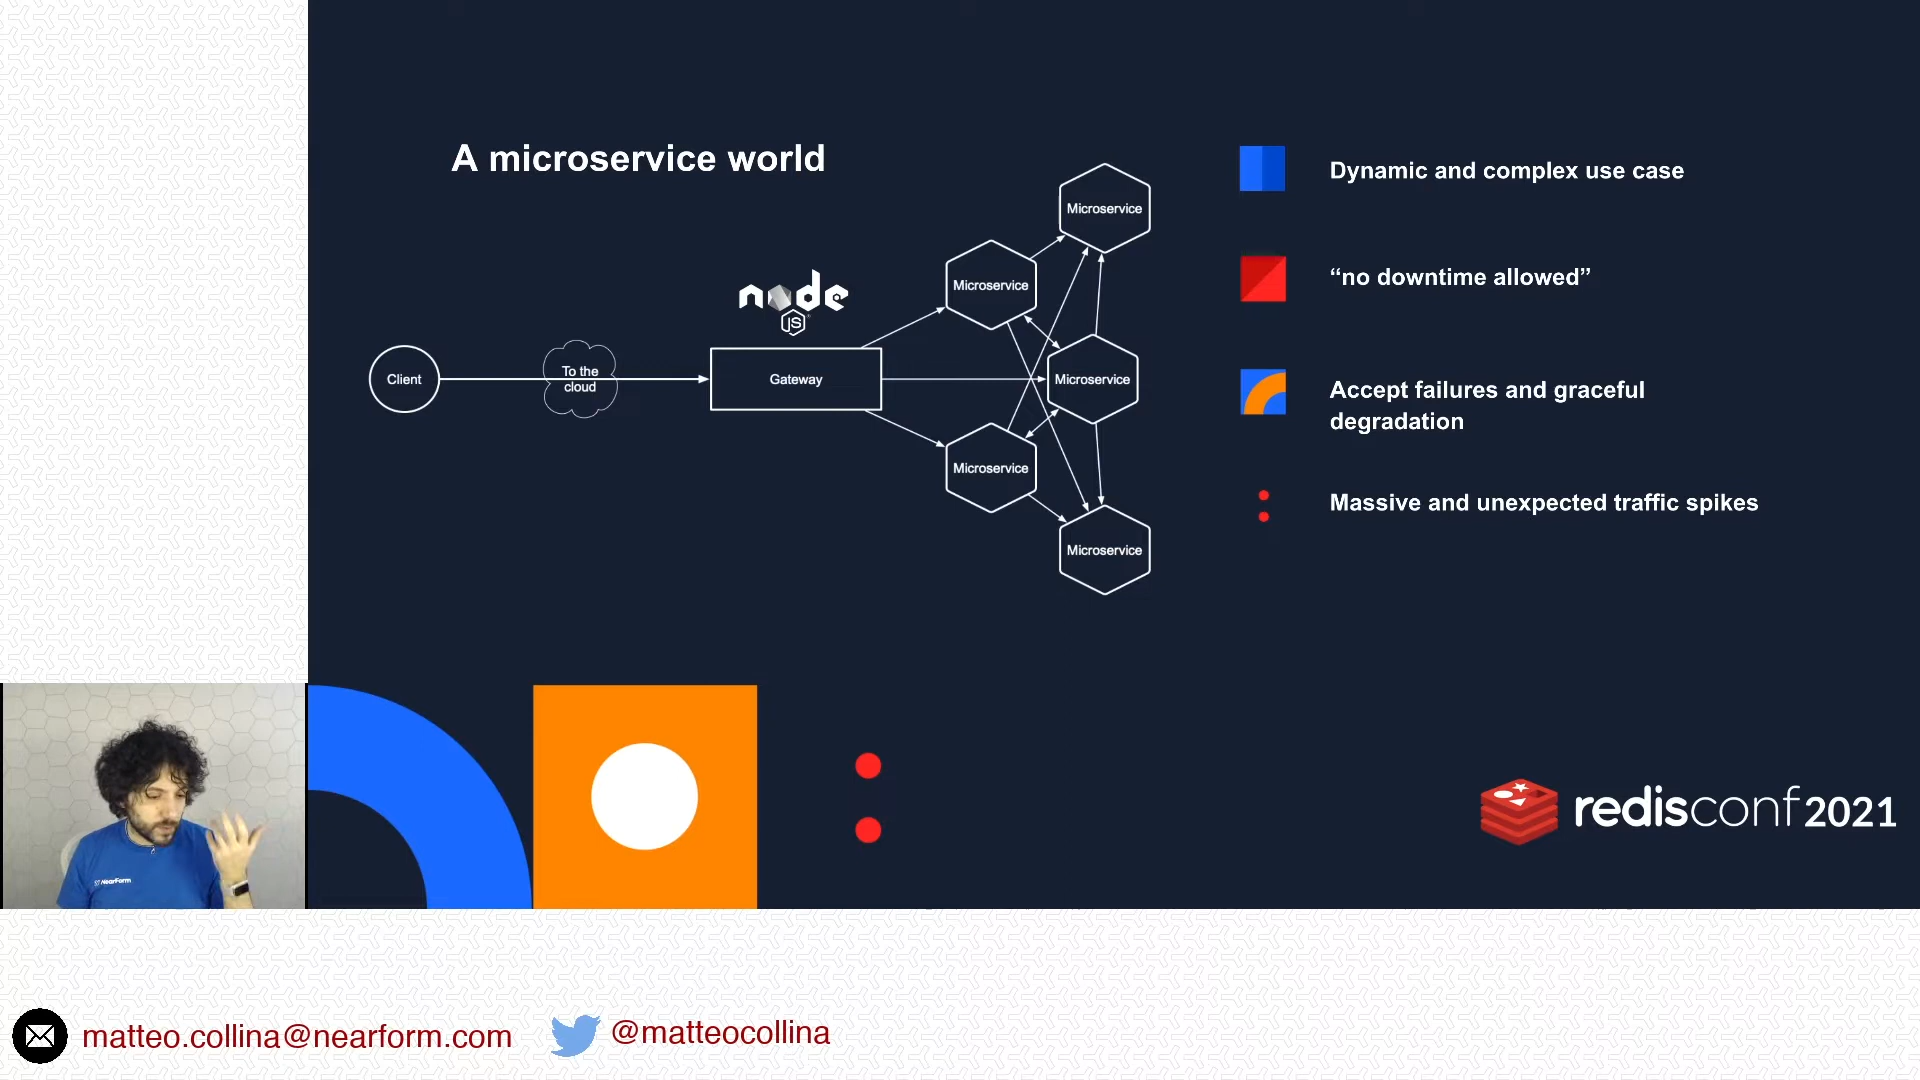 A microservice world
Microservice
Microservice
node
JS
Client
To the
cloud
Gateway
Microservice
Microservice
Microservice
Dynamic and complex use case
“no downtime allowed”
Accept failures and graceful
degradation
Massive and unexpected traffic spikes
NearForm
redisconf2021
matteo.collina@nearform.com
@matteocollina